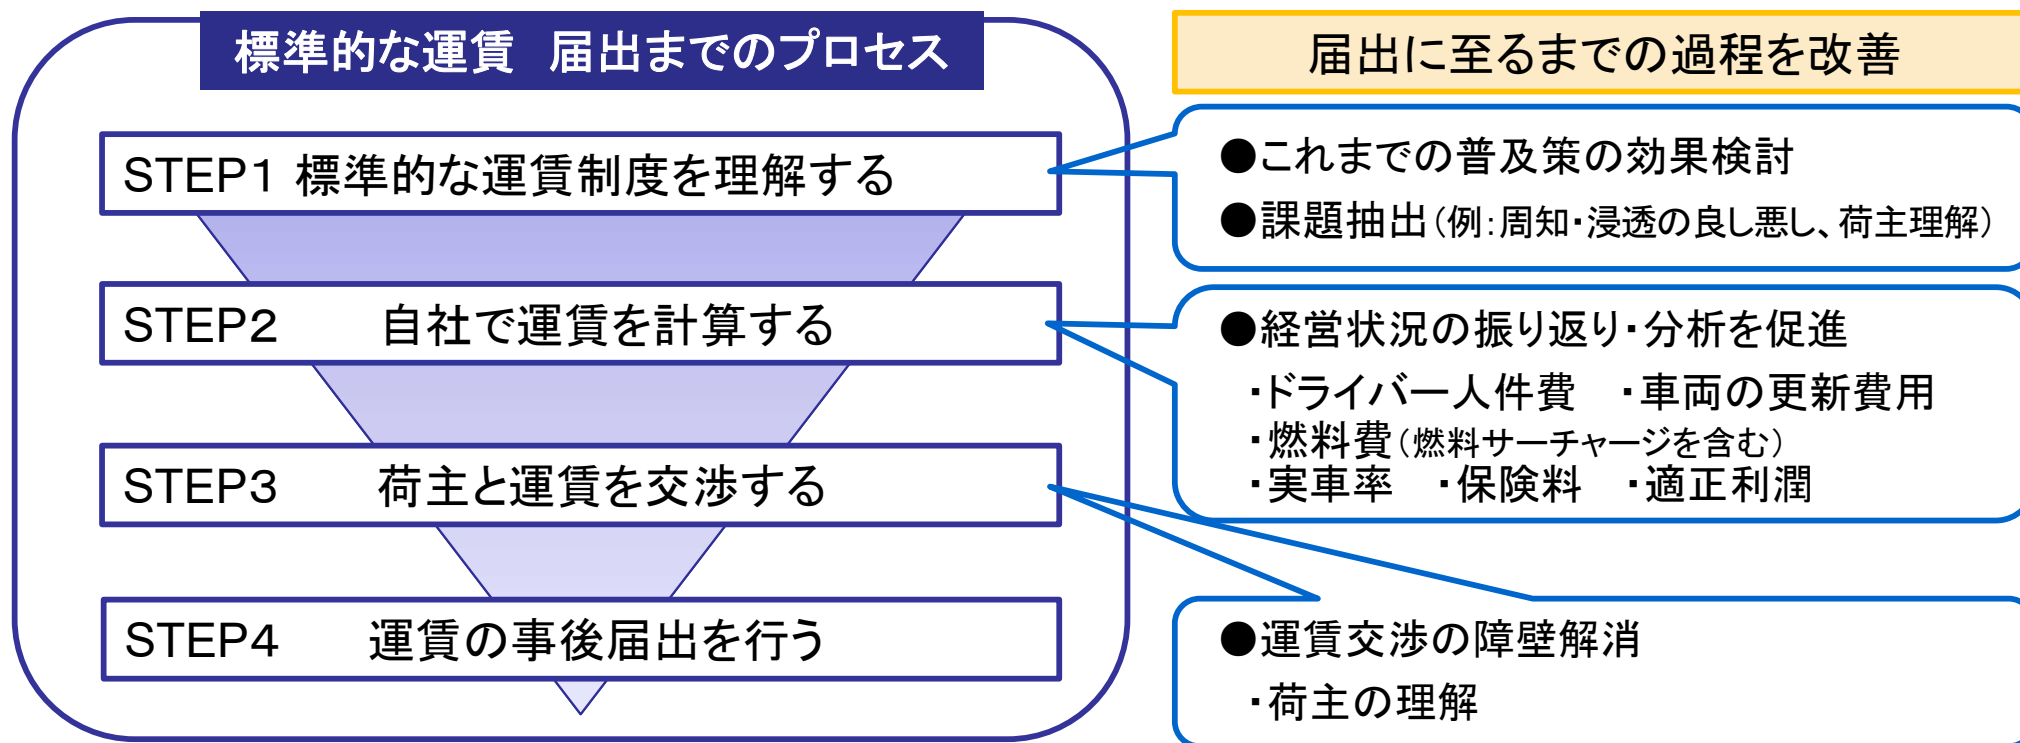 標準的な運賃　届出までのプロセス
STEP1 標準的な運賃制度を理解する
STEP2　自社で運賃を計算する
STEP3　荷主と運賃を交渉する
STEP4　運賃の事後届出を行う
届出に至るまでの過程を改善
●これまでの普及策の効果検討
●課題抽出（例：周知・浸透の良し悪し、荷主理解）
●経営状況の振り返り・分析を促進
・ドライバー人件費　・車両の更新費用
・燃料費（燃料サーチャージを含む）
・実車率　・保険料　・適正利潤
●運賃交渉の障壁解消
・荷主の理解